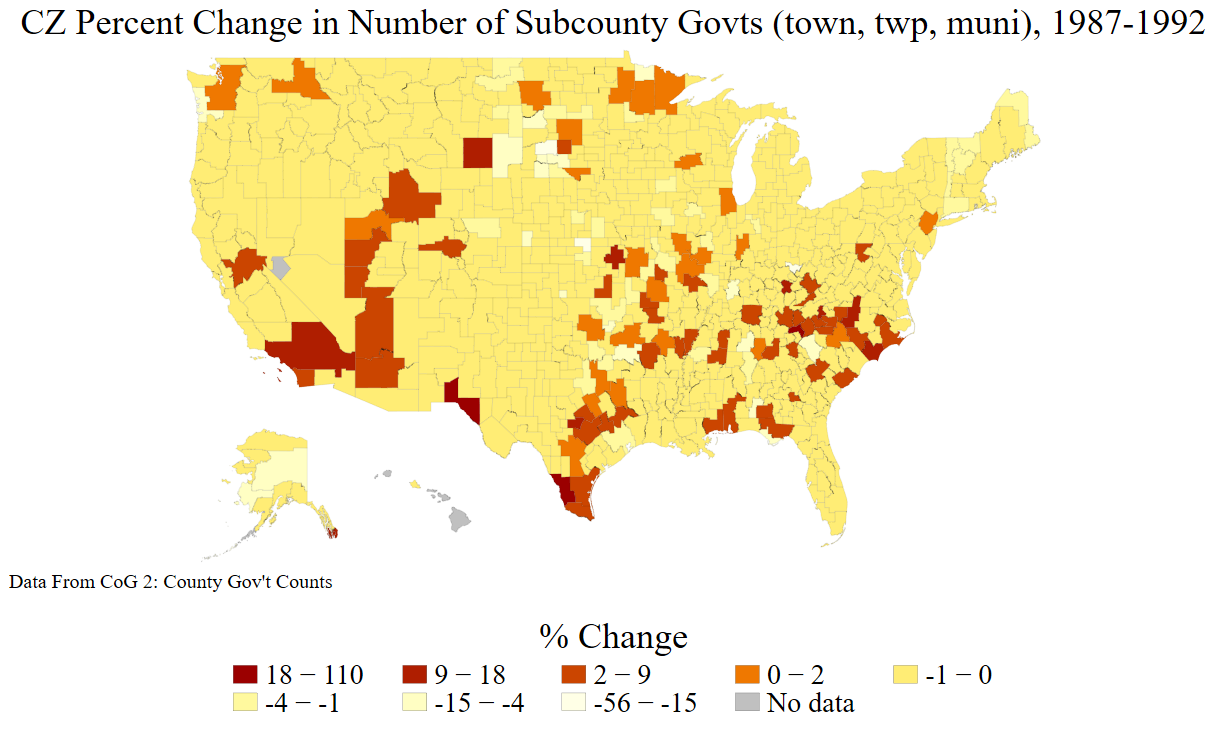 CZ Percent Change in Number of Subcounty Govts (town, twp, muni), 1987-1992
Data From CoG 2: County Gov't Counts
% Change
18 − 110 9 − 18 2 − 9 0 − 2 -1 − 0
-4 − -1 -15 − -4 -56 − -15 No data